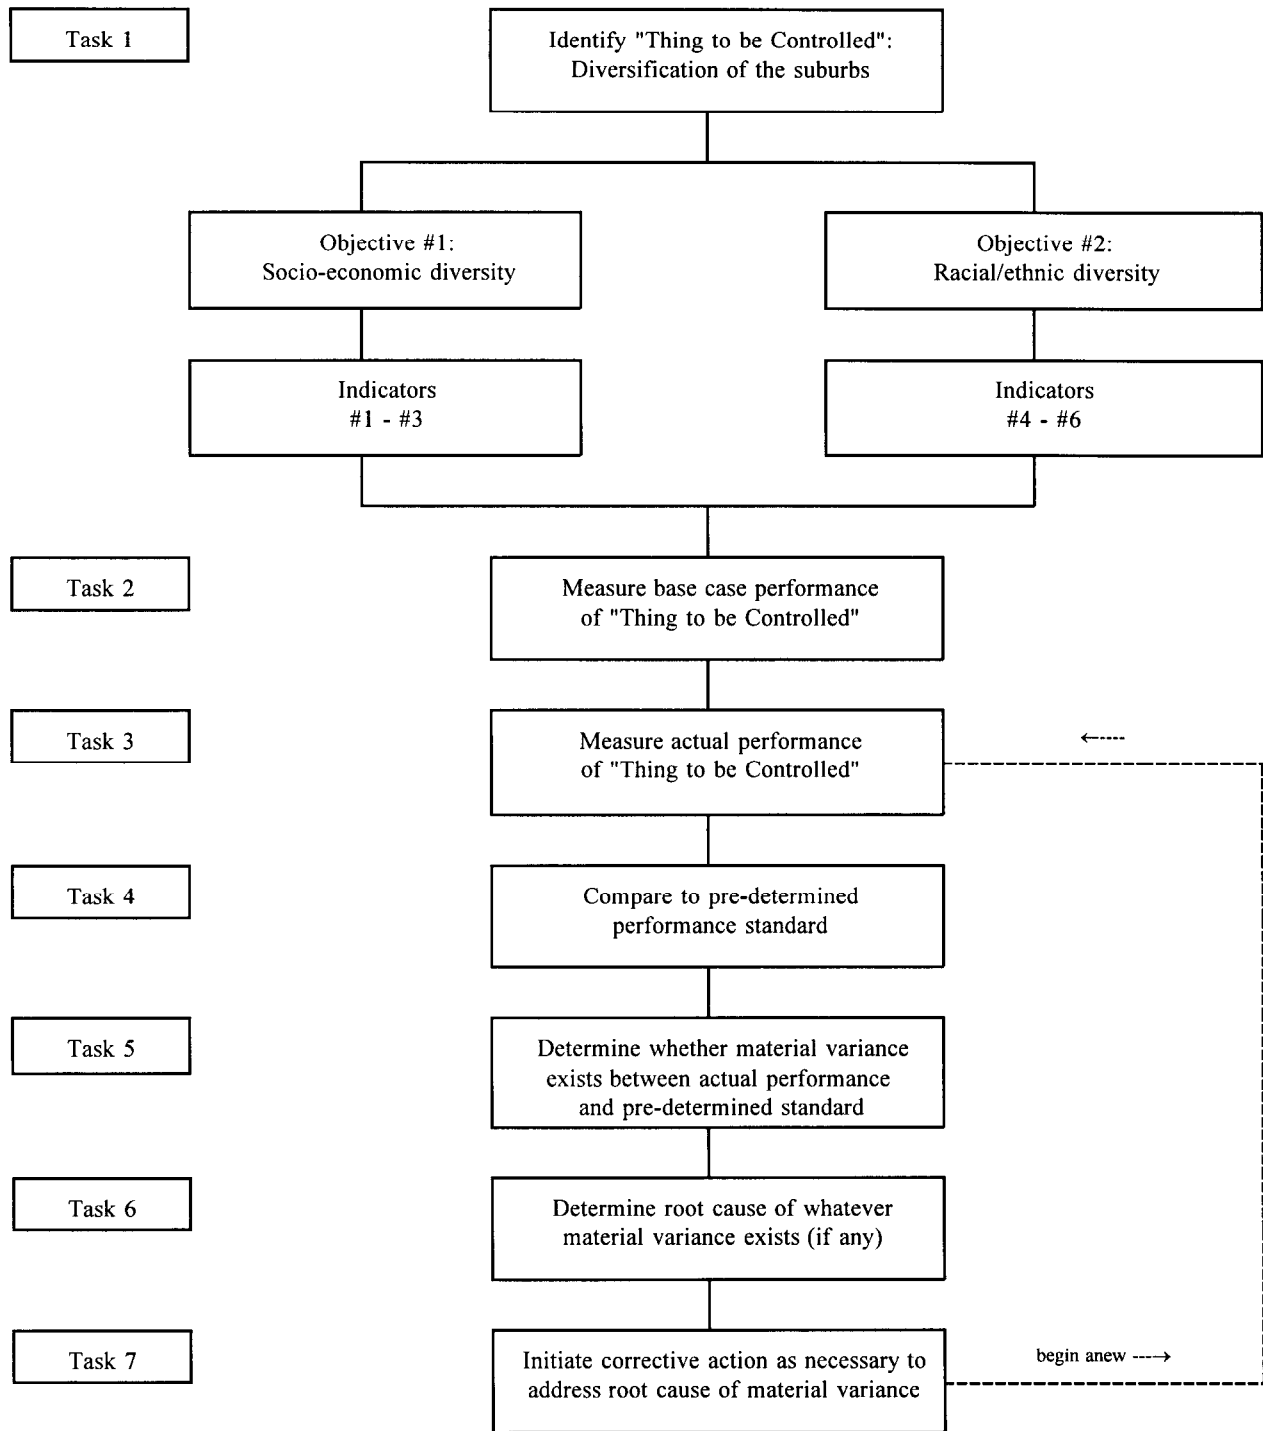 Task 1
Identify "Thing to be Controlled":
Diversification of the suburbs
Objective #1:
Socio-economic diversity
Objective #2:
Racial/ethnic diversity
Indicators
#1 - #3
Indicators
#4 - #6
Task 2
Measure base case performance
of "Thing to be Controlled"
Task 3
Measure actual performance
of "Thing to be Controlled"
←----
Task 4
Compare to pre-determined
performance standard
Task 5
Determine whether material variance
exists between actual performance
and pre-determined standard
Task 6
Determine root cause of whatever
material variance exists (if any)
Task 7
Initiate corrective action as necessary to
address root cause of material variance
begin anew ----→